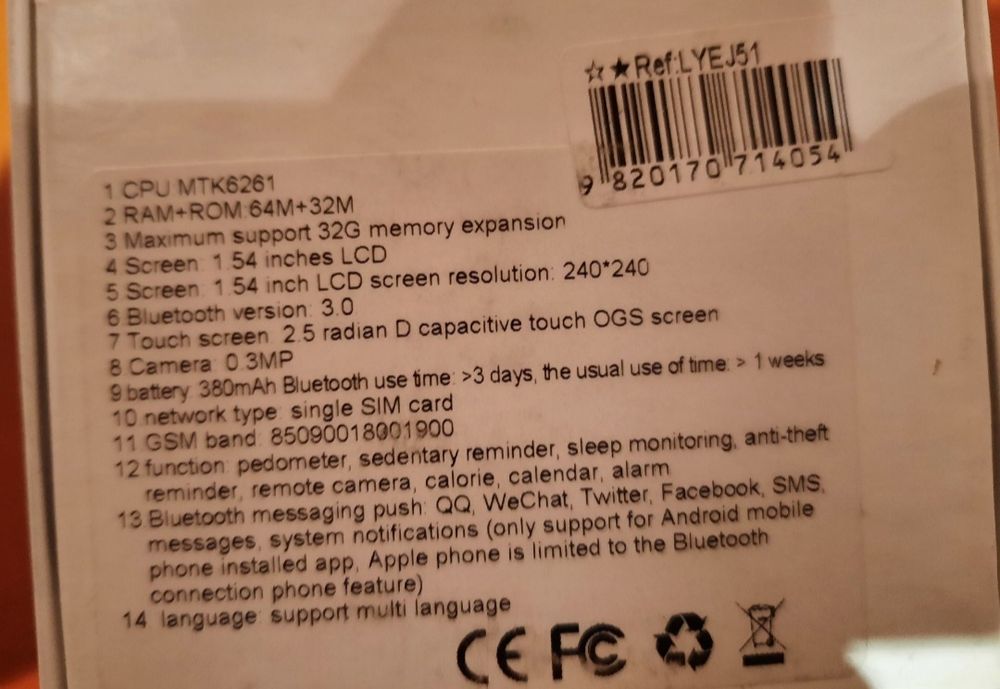 ☆★Ref:LYEJ51
9 820170 714054
1 CPU MTK6261
2 RAM+ROM:64M+32M
3 Maximum support 32G memory expansion
4 Screen: 1.54 inches LCD
5 Screen: 1.54 inch LCD screen resolution: 240*240
6 Bluetooth version: 3.0
7 Touch screen: 2.5 radian D capacitive touch OGS screen
8 Camera: 0.3MP
9 battery: 380mAh Bluetooth use time: >3 days, the usual use of time: > 1 weeks
10 network type: single SIM card
11 GSM band: 85090018001900
12 function: pedometer, sedentary reminder, sleep monitoring, anti-theft
reminder, remote camera, calorie, calendar, alarm
13 Bluetooth messaging push: QQ, WeChat, Twitter, Facebook, SMS,
messages, system notifications (only support for Android mobile
phone installed app, Apple phone is limited to the Bluetooth
connection phone feature)
14 language: support multi language
CE FC